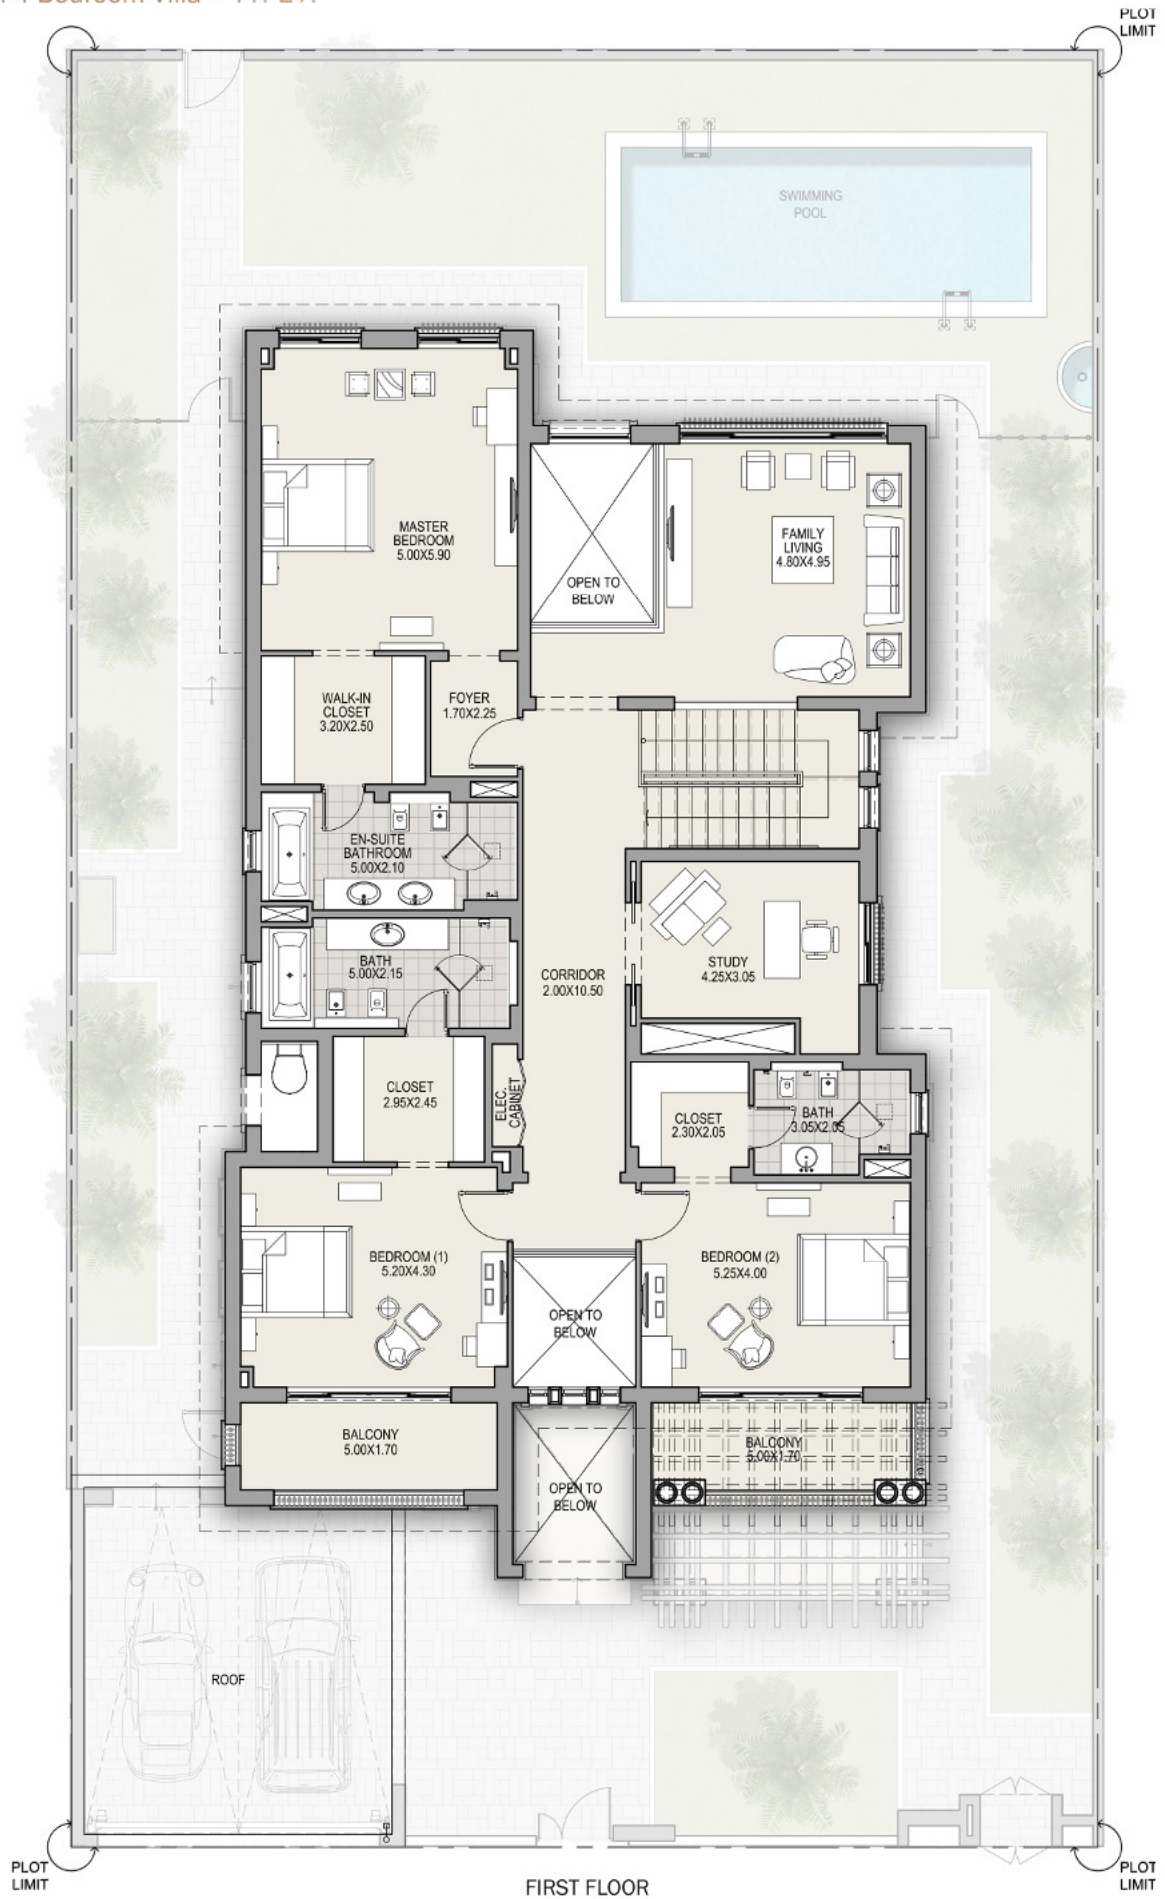 PLOT
LIMIT
SWIMMING
POOL
MASTER
BEDROOM
5.00X5.90
OPEN TO
BELOW
FAMILY
LIVING
4.80X4.95
WALK-IN
CLOSET
3.20X2.50
FOYER
1.70X2.25
EN-SUITE
BATHROOM
5.00X2.10
BATH
5.00X2.15
CORRIDOR
2.00X10.50
STUDY
4.25X3.05
CLOSET
2.95X2.45
ELEC.
CABINET
CLOSET
2.30X2.05
BATH
3.05X2.05
BEDROOM (1)
5.20X4.30
BEDROOM (2)
5.25X4.00
OPEN TO
BELOW
BALCONY
5.00X1.70
BALCONY
5.00X1.70
OPEN TO
BELOW
ROOF
PLOT
LIMIT
PLOT
LIMIT
FIRST FLOOR